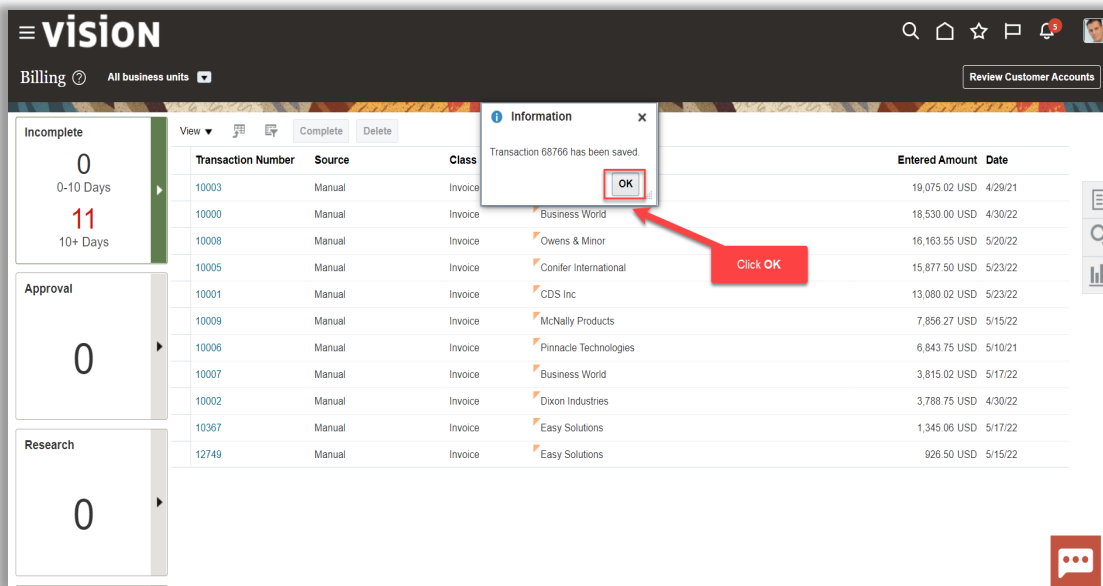 vision
5
Billing ? All business units
Review Customer Accounts
Incomplete
0
0-10 Days
11
10+ Days
Approval
0
Research
0
View Complete Delete
Transaction Number Source Class Entered Amount Date
10003 Manual Invoice 19,075.02 USD 4/29/21
10000 Manual Invoice Business World 18,530.00 USD 4/30/22
10008 Manual Invoice Owens & Minor 16,163.55 USD 5/20/22
10005 Manual Invoice Conifer International 15,877.50 USD 5/23/22
10001 Manual Invoice CDS Inc 13,080.02 USD 5/23/22
10009 Manual Invoice McNally Products 7,856.27 USD 5/15/22
10006 Manual Invoice Pinnacle Technologies 6,843.75 USD 5/10/21
10007 Manual Invoice Business World 3,815.02 USD 5/17/22
10002 Manual Invoice Dixon Industries 3,788.75 USD 4/30/22
10367 Manual Invoice Easy Solutions 1,345.06 USD 5/17/22
12749 Manual Invoice Easy Solutions 926.50 USD 5/15/22
Information
Transaction 68766 has been saved.
OK
Click OK